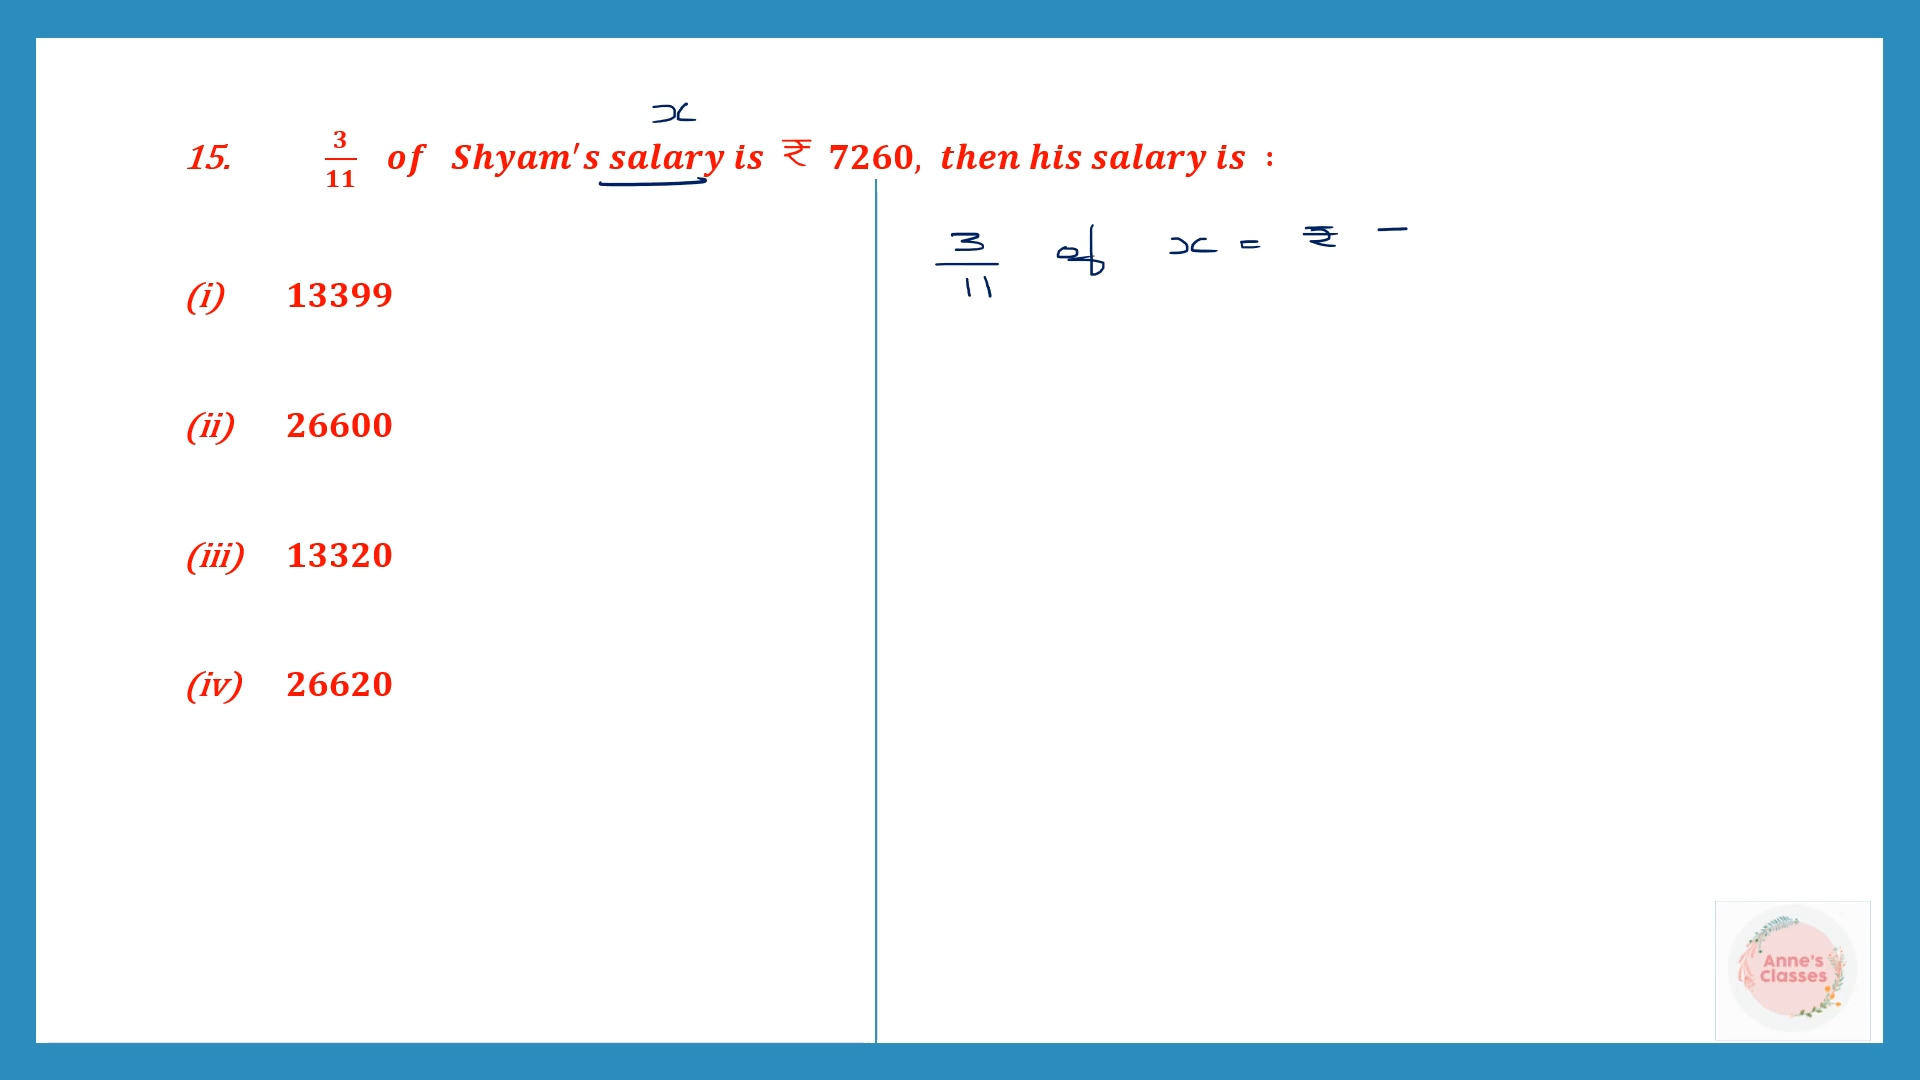 x
15. 3/11 of Shyam's salary is ₹ 7260, then his salary is :
3/11 of x = ₹
(i) 13399
(ii) 26600
(iii) 13320
(iv) 26620
Anne's
Classes